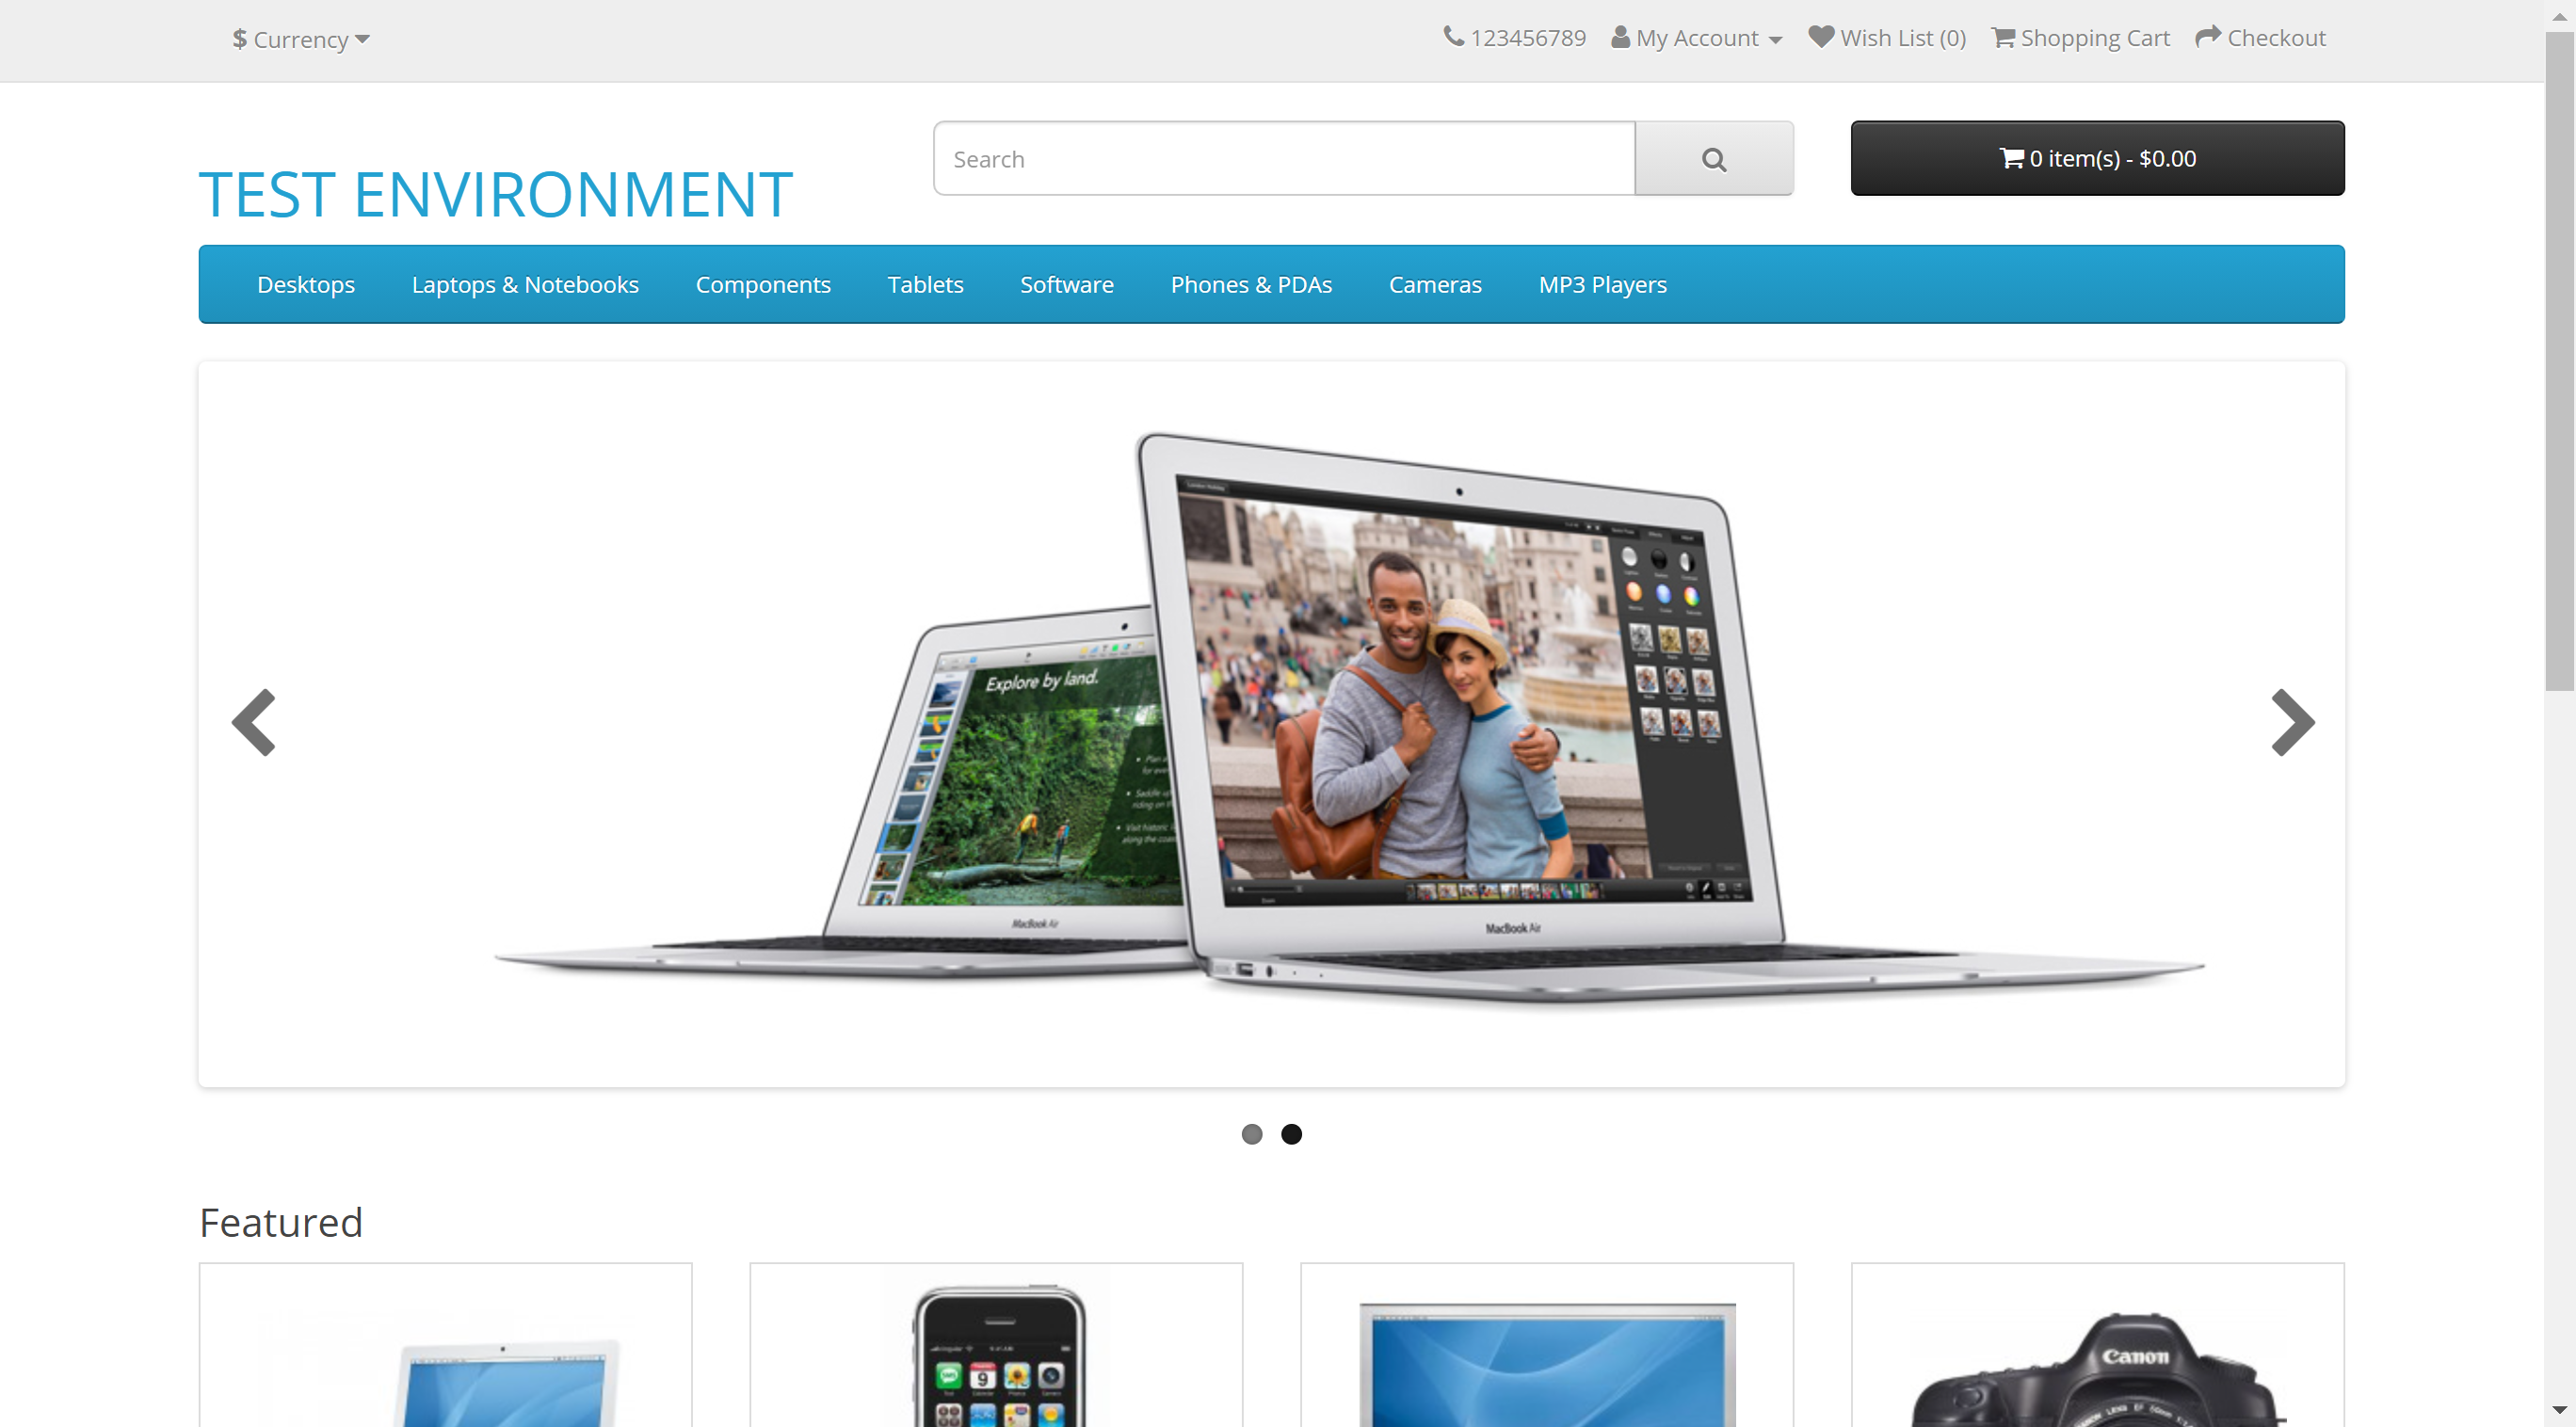 $ Currency
123456789 My Account Wish List (0) Shopping Cart Checkout
TEST ENVIRONMENT
Search
0 item(s) - $0.00
Desktops Laptops & Notebooks Components Tablets Software Phones & PDAs Cameras MP3 Players
Explore by land.
MacBook Air
MacBook Air
Featured
9
Canon